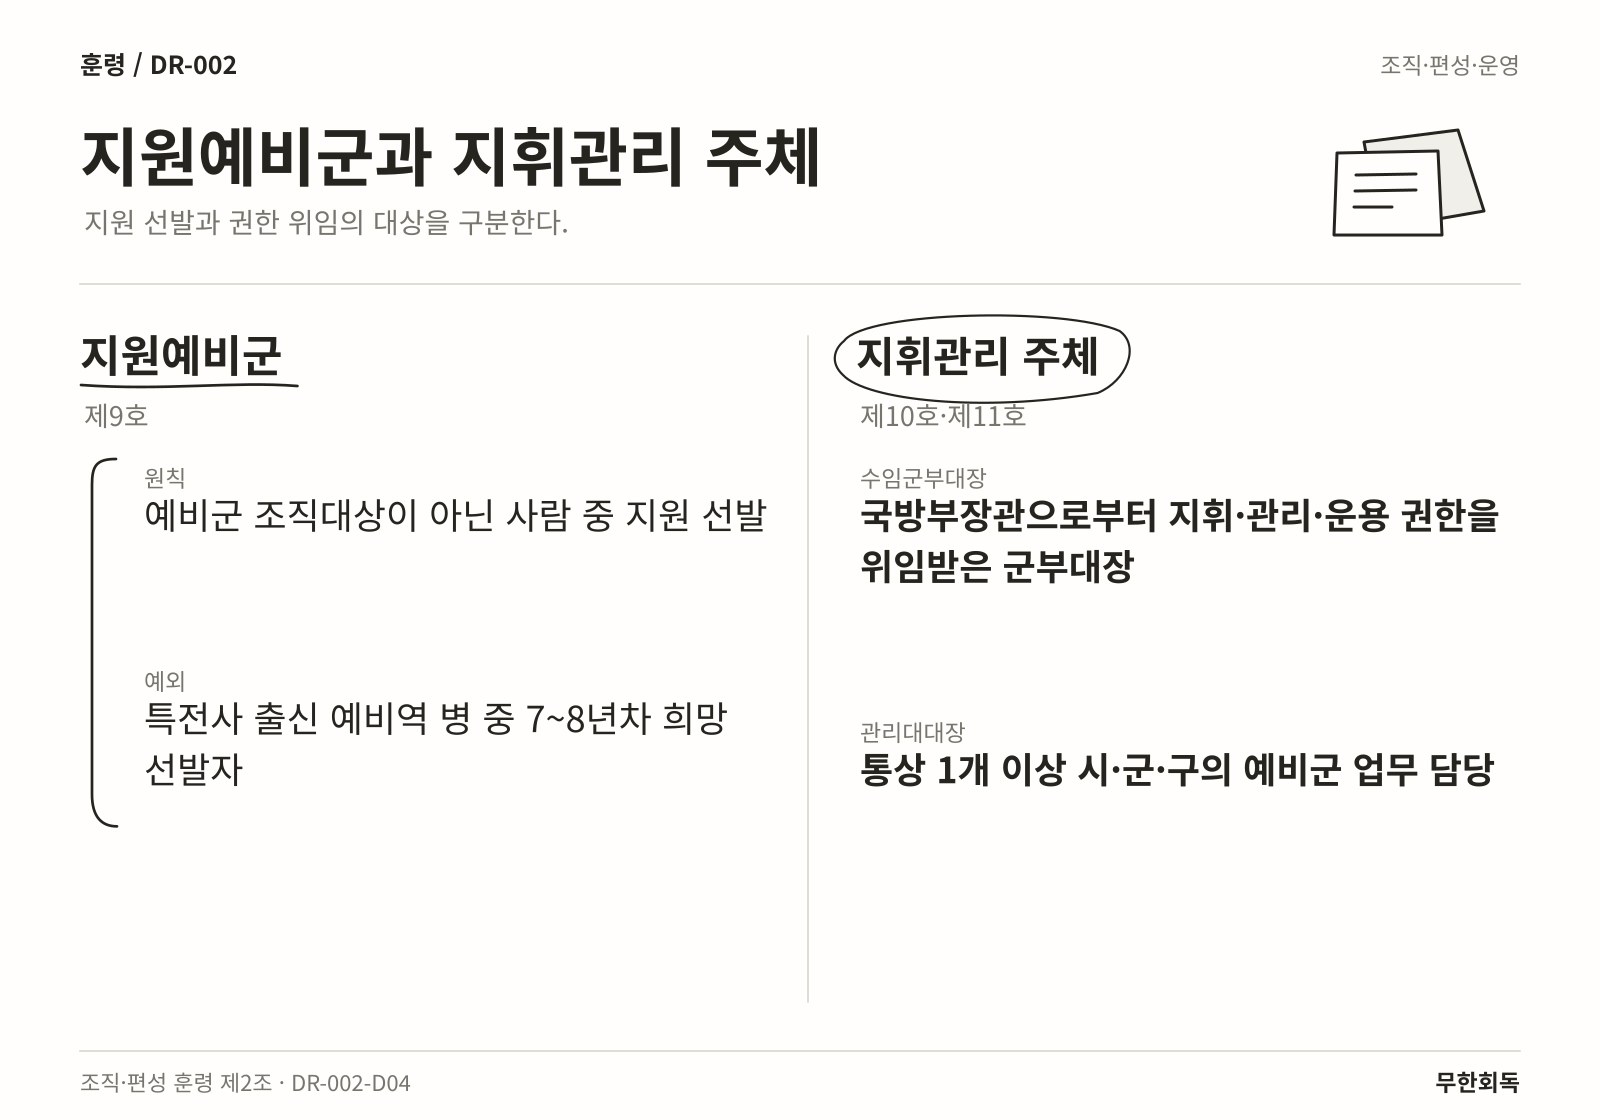 훈령 / DR-002
조직·편성·운영
지원예비군과 지휘관리 주체
지원 선발과 권한 위임의 대상을 구분한다.
지원예비군
제9호
원칙
예비군 조직대상이 아닌 사람 중 지원 선발
예외
특전사 출신 예비역 병 중 7~8년차 희망
선발자
지휘관리 주체
제10호·제11호
수임군부대장
국방부장관으로부터 지휘·관리·운용 권한을
위임받은 군부대장
관리대대장
통상 1개 이상 시·군·구의 예비군 업무 담당
조직·편성 훈령 제2조 · DR-002-D04
무한회독